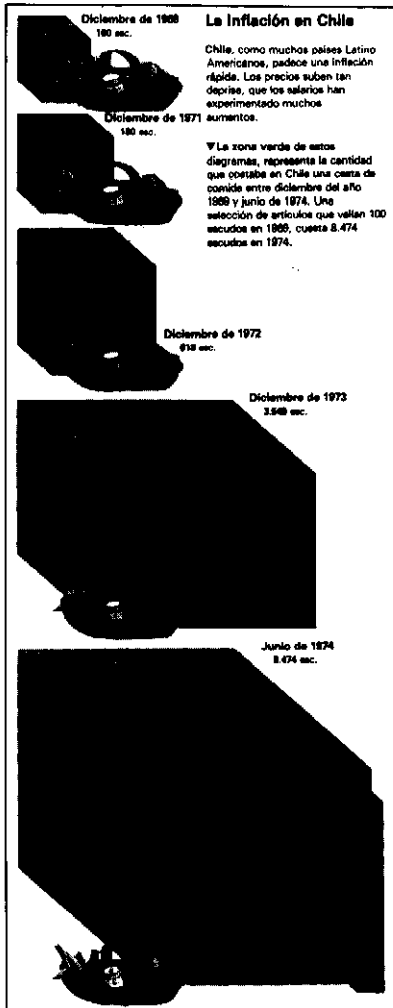 La Inflación en Chile
Chile, como muchos países Latino
Americanos, padece una inflación
rápida. Los precios suben tan
deprisa, que los salarios han
experimentado muchos
aumentos.
▼La zona verde de estos
diagramas, representa la cantidad
que costaba en Chile una cesta de
comida entre diciembre del año
1969 y junio de 1974. Una
selección de artículos que valían 100
escudos en 1969, cuesta 8.474
escudos en 1974.
Diciembre de
esc.
Diciembre de 1971
esc.
Diciembre de 1972
esc.
Diciembre de 1973
esc.
Junio de 1974
8.474 esc.